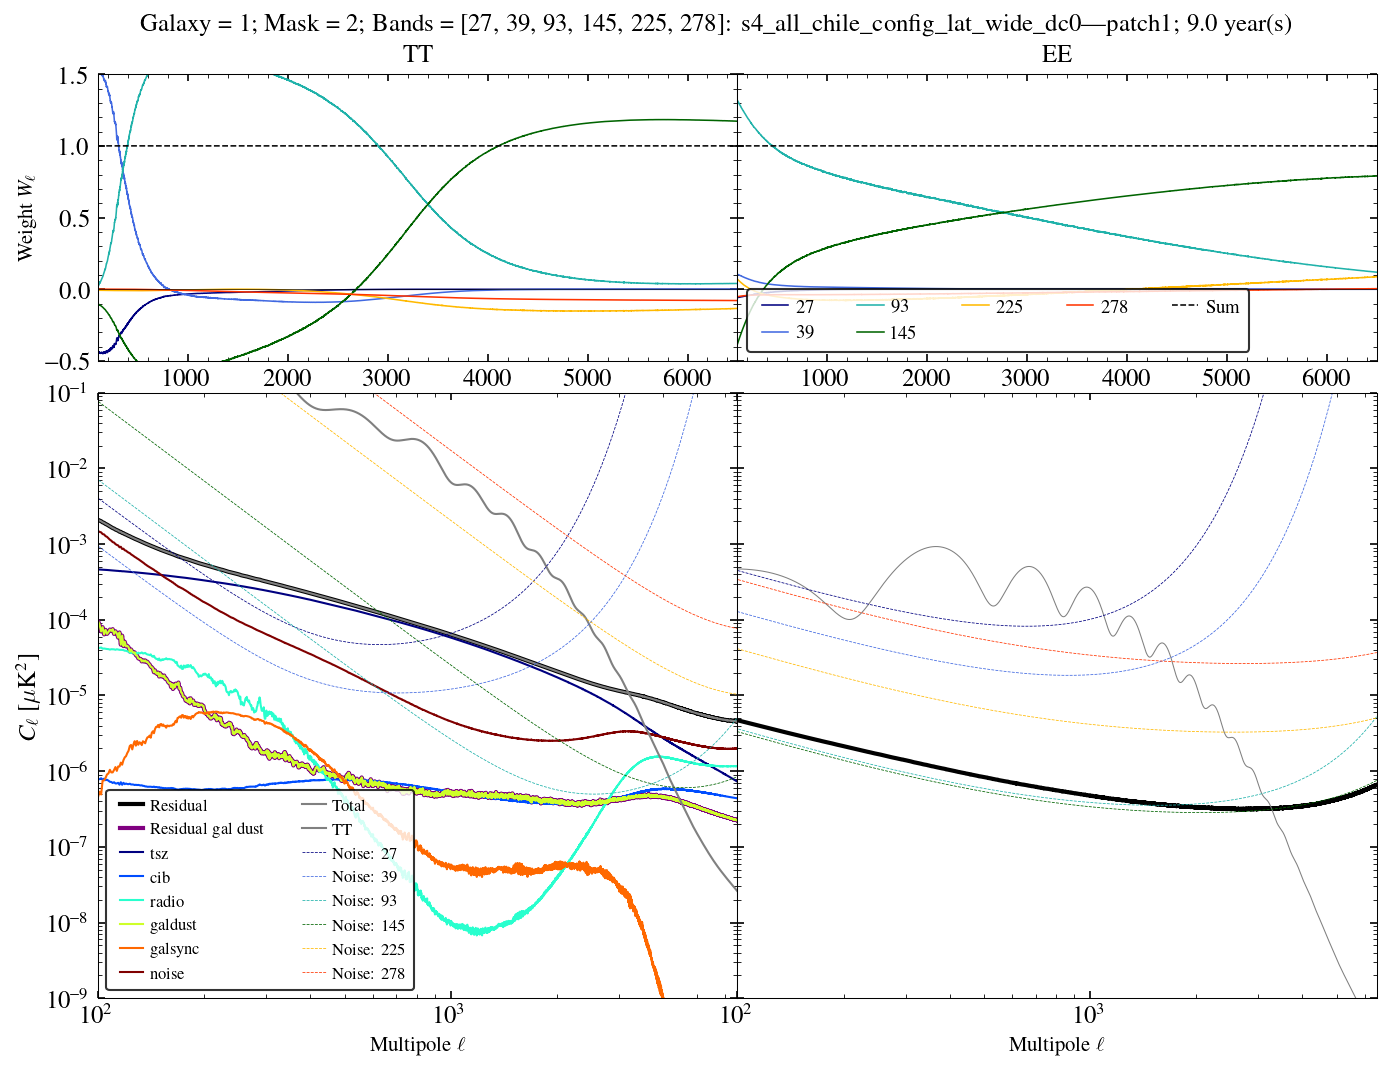 Galaxy = 1; Mask = 2; Bands = [27, 39, 93, 145, 225, 278]: s4_all_chile_config_lat_wide_dc0—patch1; 9.0 year(s)
TT EE
1.5
1.0
0.5
0.0
−0.5
Weight W_ℓ
27 93 225 278 Sum
39 145
1000 2000 3000 4000 5000 6000 1000 2000 3000 4000 5000 6000
10^{-1}
10^{-2}
10^{-3}
10^{-4}
10^{-5}
10^{-6}
10^{-7}
10^{-8}
10^{-9}
C_ℓ [μK^2]
Residual Total
Residual gal dust TT
tsz Noise: 27
cib Noise: 39
radio Noise: 93
galdust Noise: 145
galsync Noise: 225
noise Noise: 278
10^2 10^3 10^2 10^3
Multipole ℓ Multipole ℓ